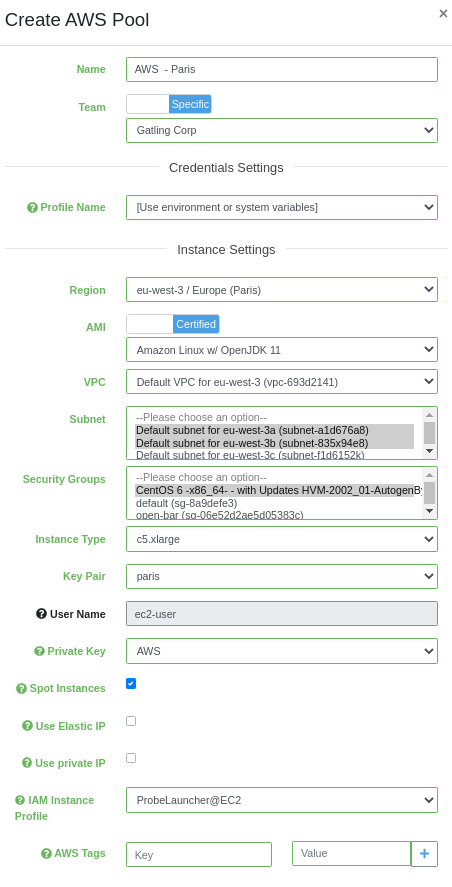 Create AWS Pool ×
Name AWS - Paris
Team Specific
Gatling Corp
Credentials Settings
Profile Name [Use environment or system variables]
Instance Settings
Region eu-west-3 / Europe (Paris)
AMI Certified
Amazon Linux w/ OpenJDK 11
VPC Default VPC for eu-west-3 (vpc-693d2141)
Subnet --Please choose an option--
Default subnet for eu-west-3a (subnet-a1d676a8)
Default subnet for eu-west-3b (subnet-835x94e8)
Default subnet for eu-west-3c (subnet-f1d6152k)
Security Groups --Please choose an option--
CentOS 6 -x86_64- - with Updates HVM-2002_01-AutogenBy
default (sg-8a9defe3)
open-bar (sg-06e52d2ae5d05383c)
Instance Type c5.xlarge
Key Pair paris
User Name ec2-user
Private Key AWS
Spot Instances
Use Elastic IP
Use private IP
IAM Instance Profile ProbeLauncher@EC2
AWS Tags Key Value +